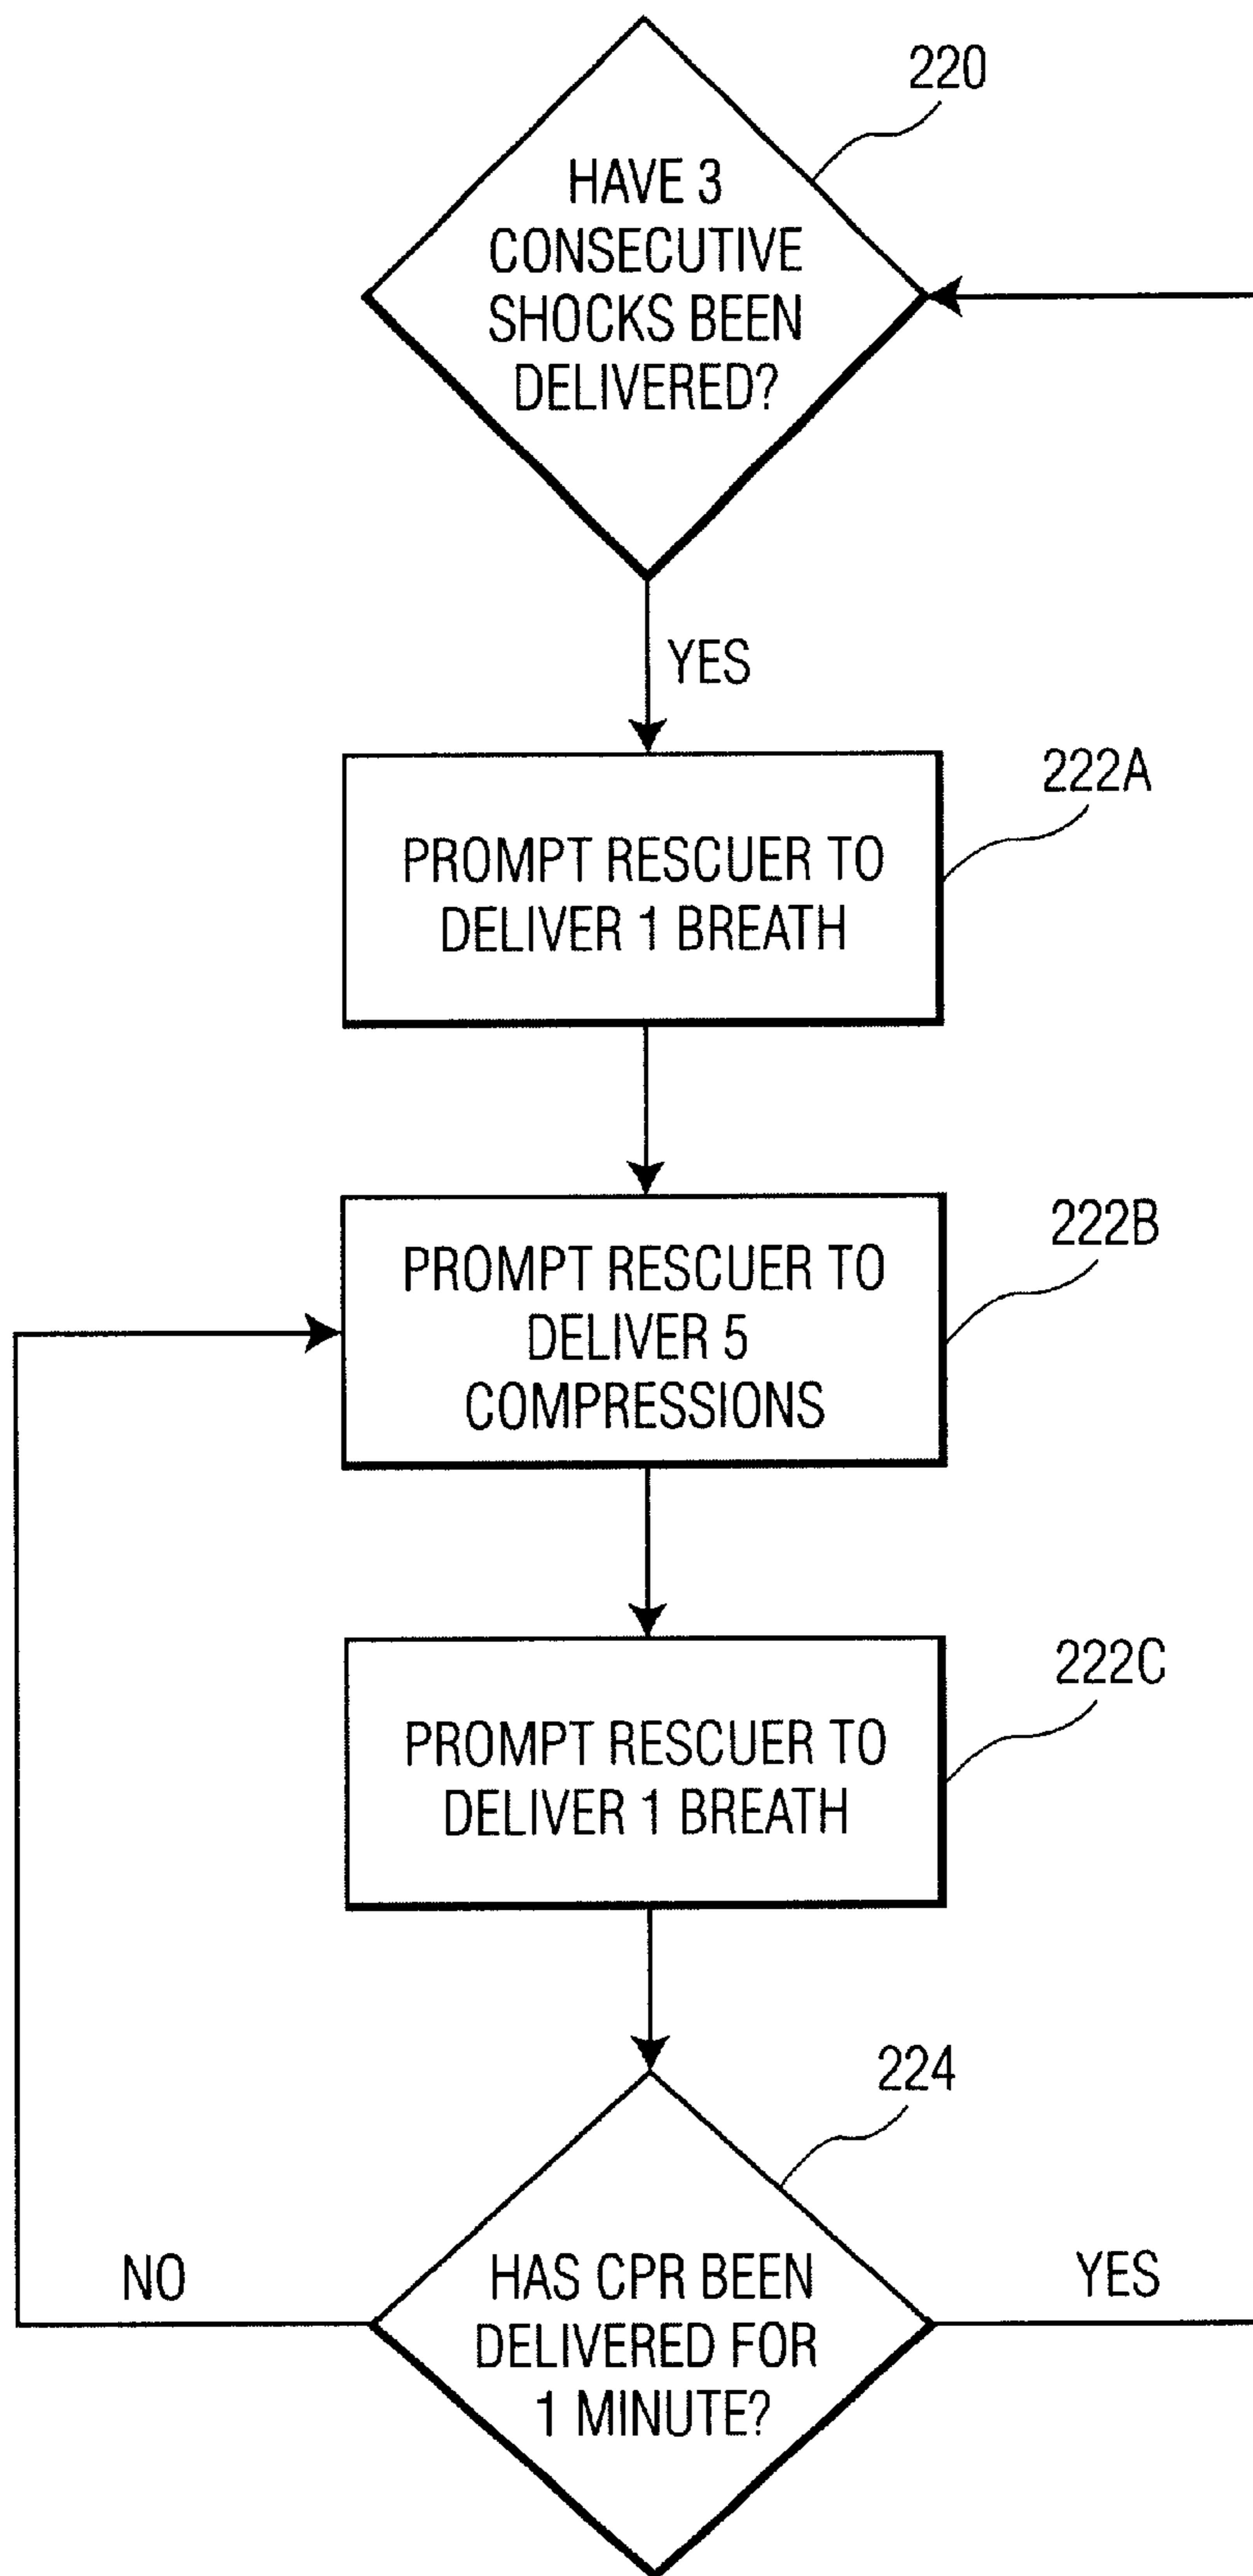 220
HAVE 3
CONSECUTIVE
SHOCKS BEEN
DELIVERED?
YES
222A
PROMPT RESCUER TO
DELIVER 1 BREATH
222B
PROMPT RESCUER TO
DELIVER 5
COMPRESSIONS
222C
PROMPT RESCUER TO
DELIVER 1 BREATH
224
NO
HAS CPR BEEN
DELIVERED FOR
1 MINUTE?
YES